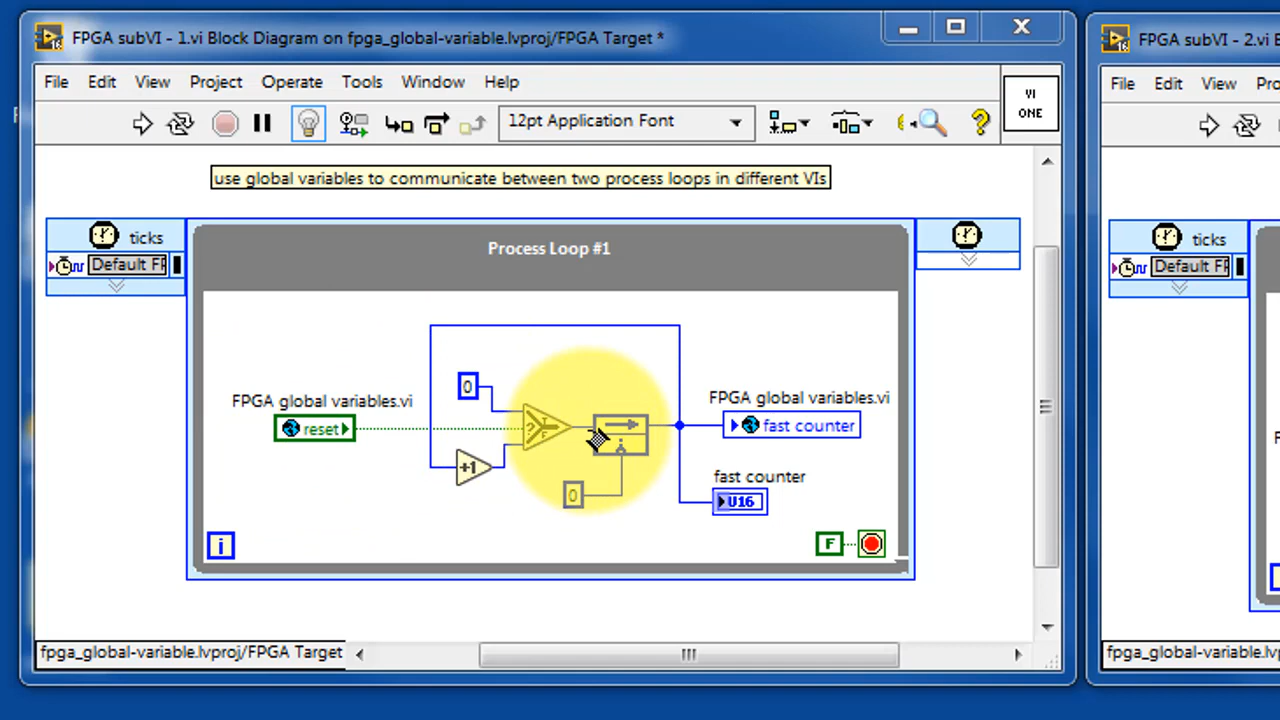 FPGA subVI - 1.vi Block Diagram on fpga_global-variable.lvproj/FPGA Target *
File Edit View Project Operate Tools Window Help
12pt Application Font
VI
ONE
use global variables to communicate between two process loops in different VIs
ticks
Process Loop #1
FPGA global variables.vi
reset
0
+1
? T F
0
i
FPGA global variables.vi
fast counter
fast counter
U16
F
fpga_global-variable.lvproj/FPGA Target
FPGA subVI - 2.vi
File Edit View
ticks